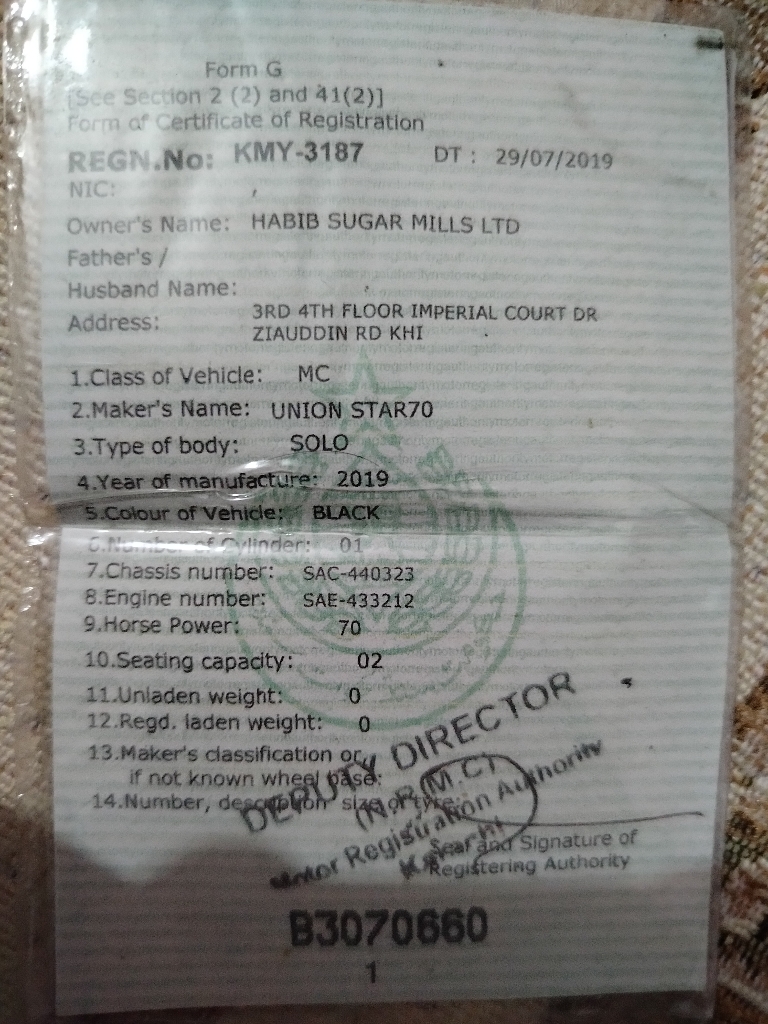 Form G
[See Section 2 (2) and 41(2)]
Form of Certificate of Registration
REGN.No: KMY-3187 DT : 29/07/2019
NIC:
Owner's Name: HABIB SUGAR MILLS LTD
Father's /
Husband Name:
Address: 3RD 4TH FLOOR IMPERIAL COURT DR
ZIAUDDIN RD KHI
1.Class of Vehicle: MC
2.Maker's Name: UNION STAR70
3.Type of body: SOLO
4.Year of manufacture: 2019
5.Colour of Vehicle: BLACK
6.Number of Cylinder: 01
7.Chassis number: SAC-440323
8.Engine number: SAE-433212
9.Horse Power: 70
10.Seating capacity: 02
11.Unladen weight: 0
12.Regd. laden weight: 0
13.Maker's classification or
if not known wheel base:
14.Number, description size of tyre:
DEPUTY DIRECTOR
(N.R(M.C)
Motor Registration Authority
Karachi
Seal and Signature of
Registering Authority
B3070660
1